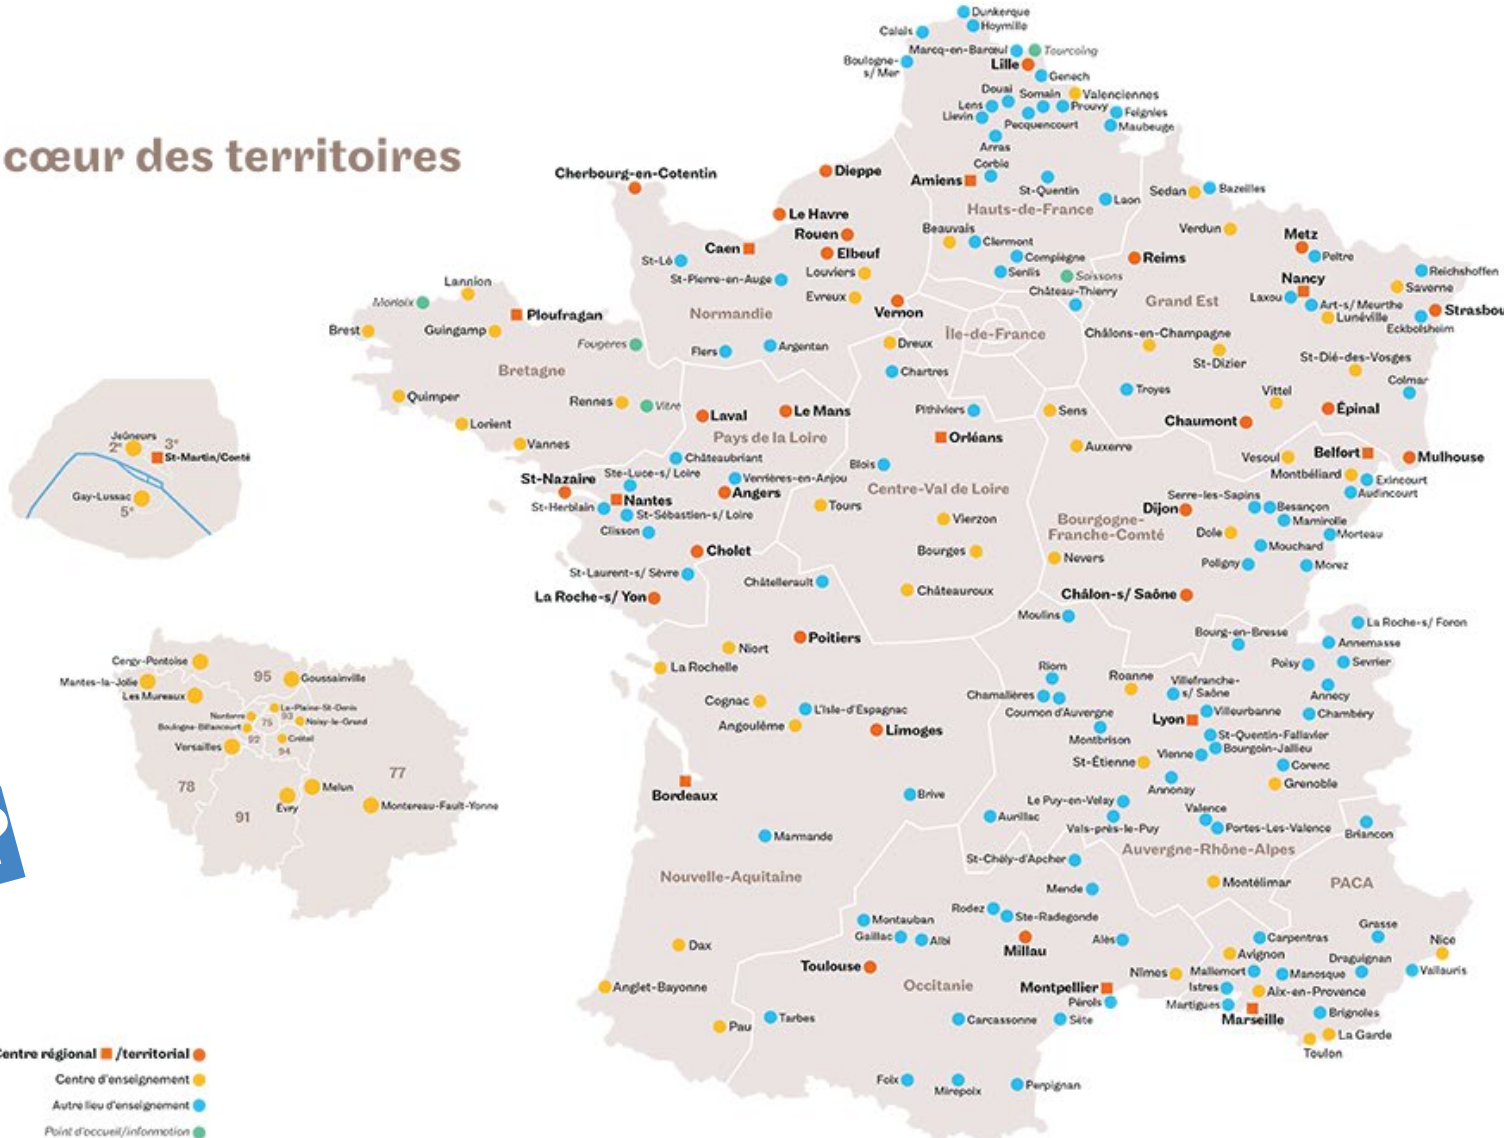 cœur des territoires
Dunkerque
Hoymille
Calais
Marcq-en-Barœul
Tourcoing
Boulogne-
s/ Mer
Lille
Genech
Douai
Somain
Valenciennes
Lens
Prouvy
Feignies
Lievin
Pecquencourt
Maubeuge
Arras
Corbie
Cherbourg-en-Cotentin
Dieppe
Amiens
St-Quentin
Laon
Sedan
Bazeilles
Hauts-de-France
Le Havre
Rouen
Beauvais
Clermont
Verdun
Metz
Caen
Elbeuf
Compiègne
Reims
Peltre
St-Lô
Louviers
Senlis
Soissons
Nancy
Reichshoffen
St-Pierre-en-Auge
Château-Thierry
Laxou
Saverne
Lannion
Evreux
Grand Est
Art-s/ Meurthe
Morlaix
Vernon
Lunéville
Strasbou
Ploufragan
Normandie
Eckbolsheim
Brest
Guingamp
Île-de-France
Châlons-en-Champagne
Fougères
Flers
Argentan
Dreux
St-Dizier
St-Dié-des-Vosges
Bretagne
Chartres
Colmar
Quimper
Rennes
Vitré
Laval
Le Mans
Pithiviers
Sens
Troyes
Vittel
Épinal
Lorient
Chaumont
Pays de la Loire
Orléans
Vannes
Auxerre
Châteaubriant
Blois
Vesoul
Belfort
Mulhouse
St-Nazaire
Ste-Luce-s/ Loire
Verrières-en-Anjou
Montbéliard
Exincourt
Nantes
Angers
Centre-Val de Loire
Serre-les-Sapins
Audincourt
St-Herblain
St-Sébastien-s/ Loire
Tours
Vierzon
Dijon
Besançon
Clisson
Bourgogne-
Franche-Comté
Mamirolle
Dole
Morteau
Cholet
Bourges
Nevers
Mouchard
St-Laurent-s/ Sèvre
Châtellerault
Châteauroux
Poligny
Morez
La Roche-s/ Yon
Châlon-s/ Saône
Moulins
Poitiers
Bourg-en-Bresse
La Roche-s/ Foron
Niort
Annemasse
La Rochelle
Riom
Roanne
Poisy
Sevrier
Cognac
Chamalières
Villefranche-
s/ Saône
Annecy
L'Isle-d'Espagnac
Cournon d'Auvergne
Villeurbanne
Chambéry
Angoulême
Limoges
Lyon
Montbrison
St-Quentin-Fallavier
Vienne
Bourgoin-Jallieu
St-Étienne
Corenc
Bordeaux
Brive
Annonay
Grenoble
Le Puy-en-Velay
Valence
Aurillac
Vals-près-le-Puy
Portes-Les-Valence
Briancon
Marmande
St-Chély-d'Apcher
Auvergne-Rhône-Alpes
Nouvelle-Aquitaine
Mende
Montélimar
PACA
Rodez
Ste-Radegonde
Montauban
Grasse
Gaillac
Albi
Millau
Alès
Carpentras
Nice
Dax
Avignon
Draguignan
Toulouse
Nîmes
Mallemort
Manosque
Vallauris
Anglet-Bayonne
Occitanie
Montpellier
Istres
Aix-en-Provence
Pérols
Martigues
Marseille
Brignoles
Pau
Tarbes
Carcassonne
Sète
La Garde
Toulon
Foix
Mirepoix
Perpignan
Jeûneurs
2e
3e
St-Martin/Conté
Gay-Lussac
5e
Cergy-Pontoise
95
Goussainville
Mantes-la-Jolie
Les Mureaux
La-Plaine-St-Denis
Nanterre
93
Noisy-le-Grand
75
Boulogne-Billancourt
92
Créteil
Versailles
94
78
77
Melun
Évry
Montereau-Fault-Yonne
91
Centre régional /territorial
Centre d'enseignement
Autre lieu d'enseignement
Point d'accueil/information